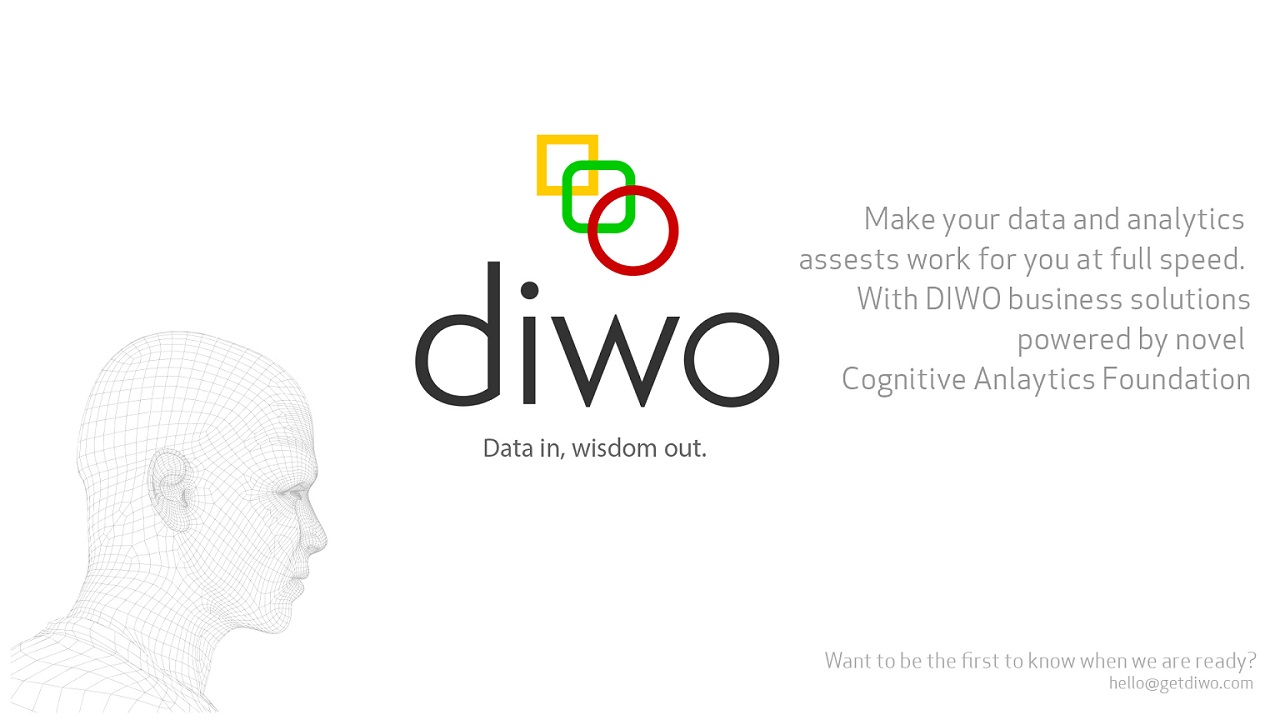 diwo
Data in, wisdom out.
Make your data and analytics
assests work for you at full speed.
With DIWO business solutions
powered by novel
Cognitive Anlaytics Foundation
Want to be the first to know when we are ready?
hello@getdiwo.com